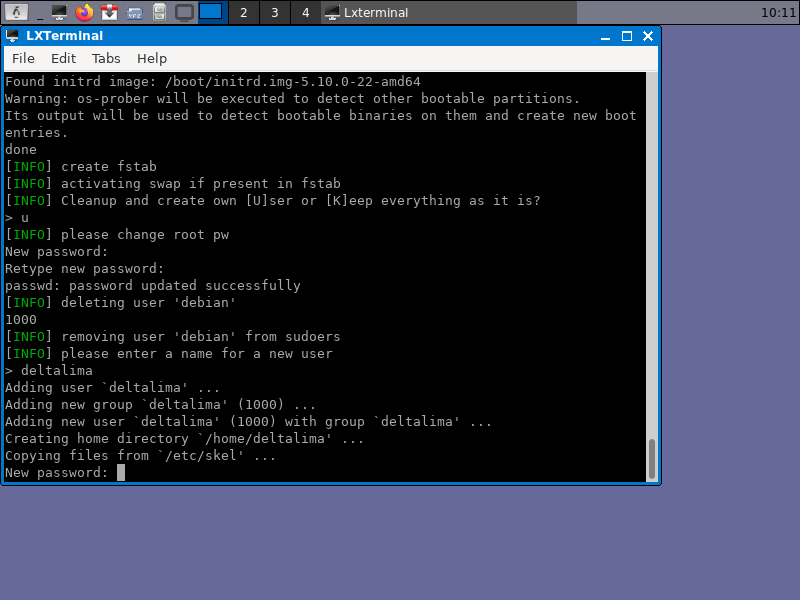 2
3
4
Lxterminal
10:11
LXTerminal
File Edit Tabs Help
Found initrd image: /boot/initrd.img-5.10.0-22-amd64
Warning: os-prober will be executed to detect other bootable partitions.
Its output will be used to detect bootable binaries on them and create new boot
entries.
done
[INFO] create fstab
[INFO] activating swap if present in fstab
[INFO] Cleanup and create own [U]ser or [K]eep everything as it is?
> u
[INFO] please change root pw
New password:
Retype new password:
passwd: password updated successfully
[INFO] deleting user 'debian'
1000
[INFO] removing user 'debian' from sudoers
[INFO] please enter a name for a new user
> deltalima
Adding user `deltalima' ...
Adding new group `deltalima' (1000) ...
Adding new user `deltalima' (1000) with group `deltalima' ...
Creating home directory `/home/deltalima' ...
Copying files from `/etc/skel' ...
New password: